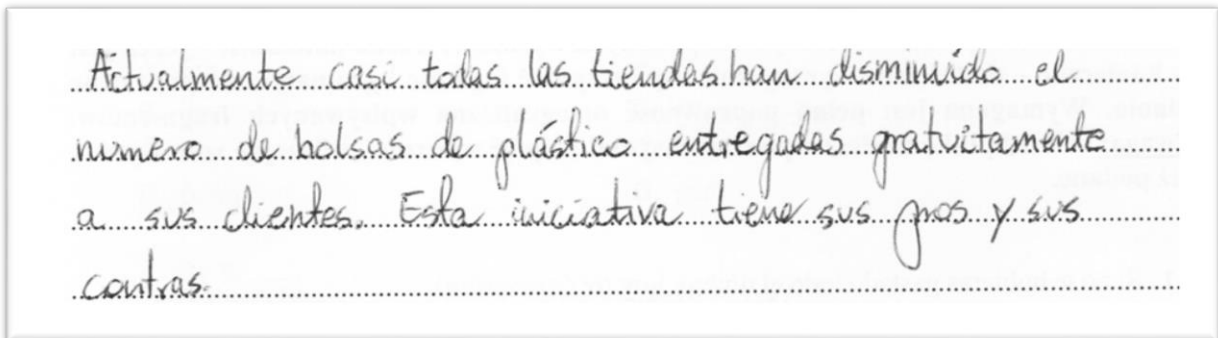 Actualmente casi todas las tiendas han disminuido el
numero de bolsas de plástico entregadas gratuitamente
a sus clientes. Esta iniciativa tiene sus pros y sus
contras.